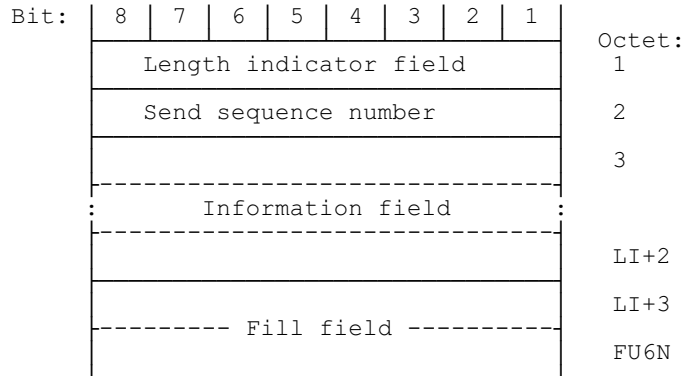 Bit: 8 7 6 5 4 3 2 1
Octet:
Length indicator field 1
Send sequence number 2
3
: Information field :
LI+2
LI+3
Fill field
FU6N